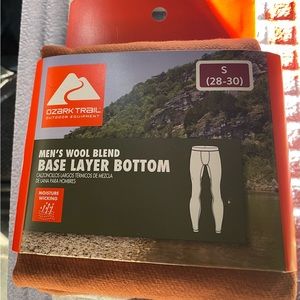 OZARK TRAIL
OUTDOOR EQUIPMENT
S
(28-30)
MEN'S WOOL BLEND
BASE LAYER BOTTOM
CALZONCILLOS LARGOS TÉRMICOS DE MEZCLA
DE LANA PARA HOMBRES
MOISTURE
WICKING